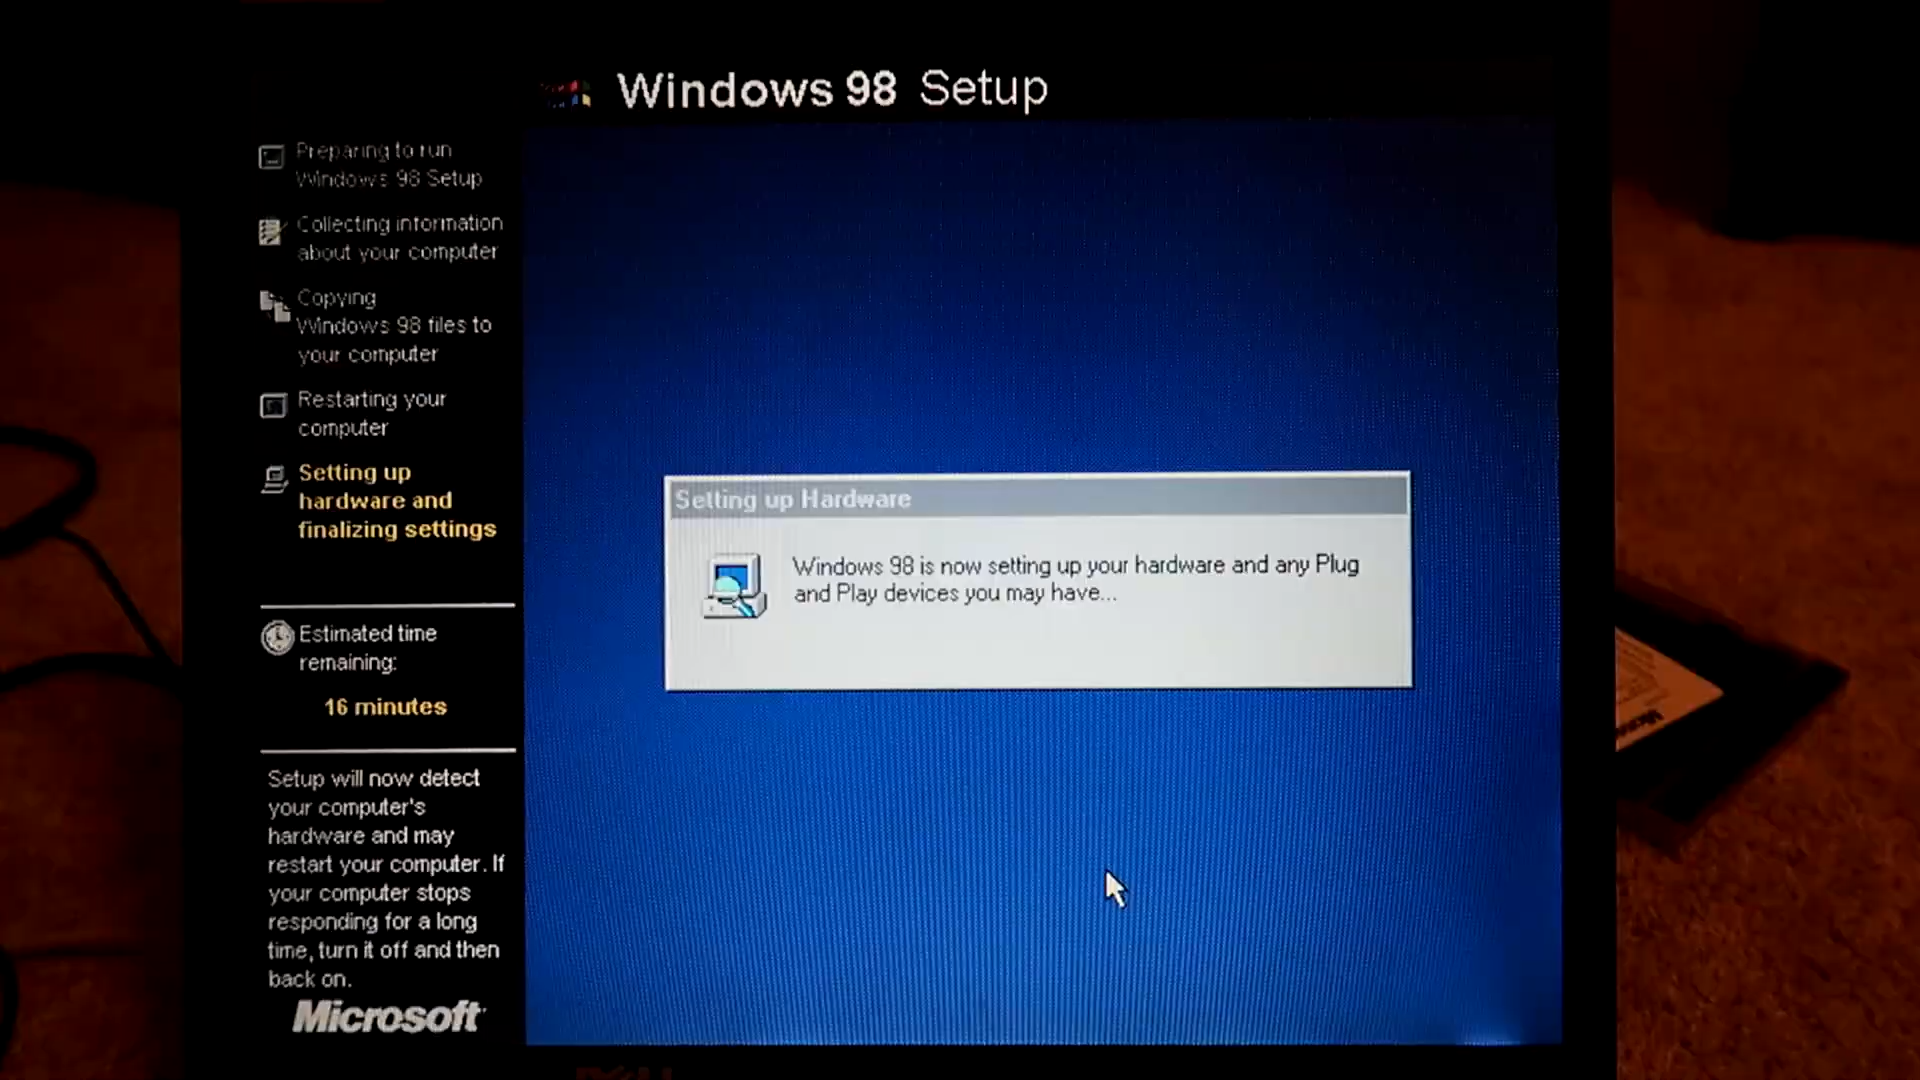 Windows 98 Setup
Preparing to run
Windows 98 Setup
Collecting information
about your computer
Copying
Windows 98 files to
your computer
Restarting your
computer
Setting up
hardware and
finalizing settings
Estimated time
remaining:
16 minutes
Setup will now detect
your computer's
hardware and may
restart your computer. If
your computer stops
responding for a long
time, turn it off and then
back on.
Microsoft
Setting up Hardware
Windows 98 is now setting up your hardware and any Plug
and Play devices you may have...